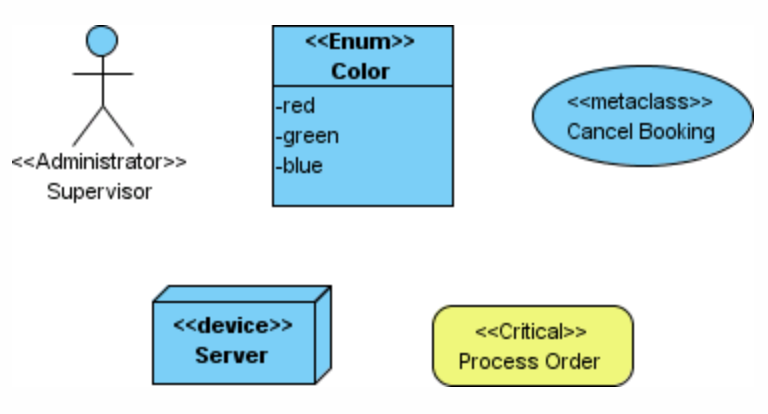 <<Administrator>>
Supervisor
<<Enum>>
Color
-red
-green
-blue
<<metaclass>>
Cancel Booking
<<device>>
Server
<<Critical>>
Process Order